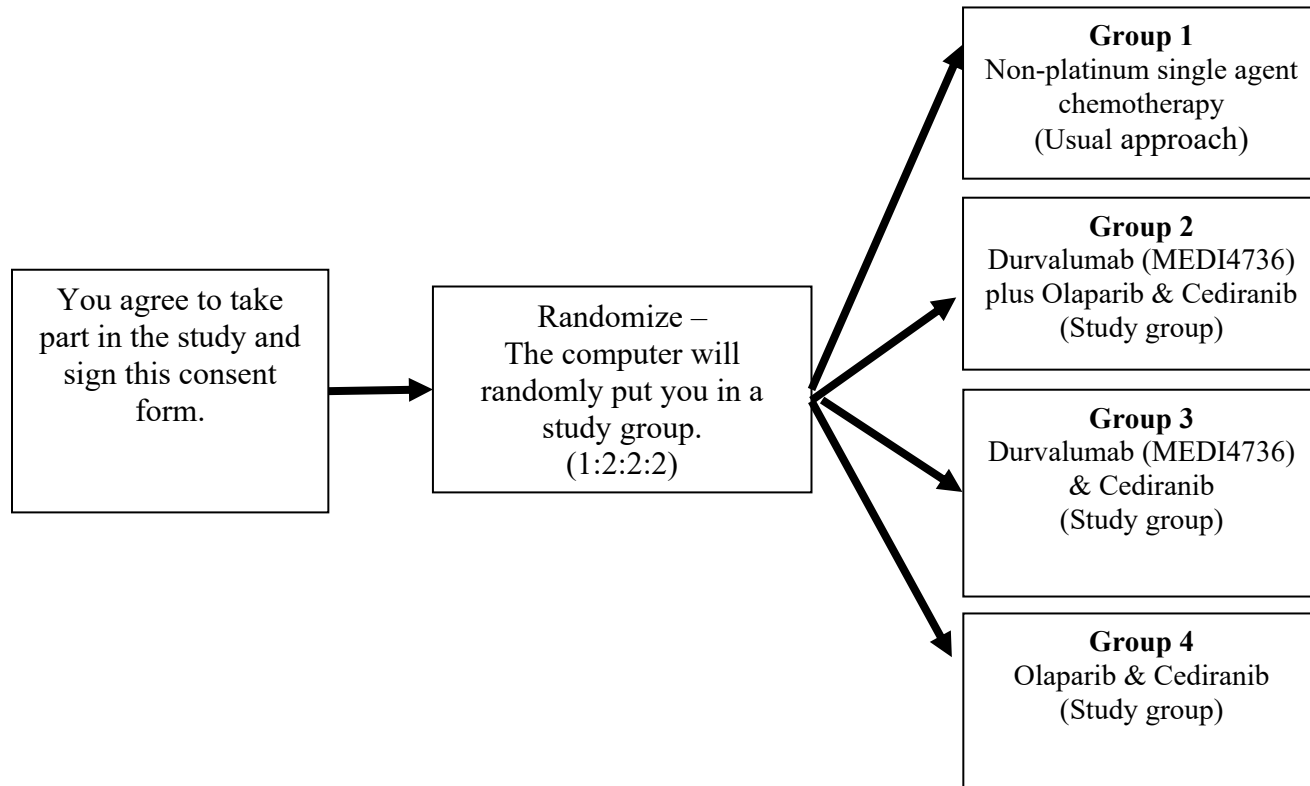 You agree to take
part in the study and
sign this consent
form.
Randomize –
The computer will
randomly put you in a
study group.
(1:2:2:2)
Group 1
Non-platinum single agent
chemotherapy
(Usual approach)
Group 2
Durvalumab (MEDI4736)
plus Olaparib & Cediranib
(Study group)
Group 3
Durvalumab (MEDI4736)
& Cediranib
(Study group)
Group 4
Olaparib & Cediranib
(Study group)